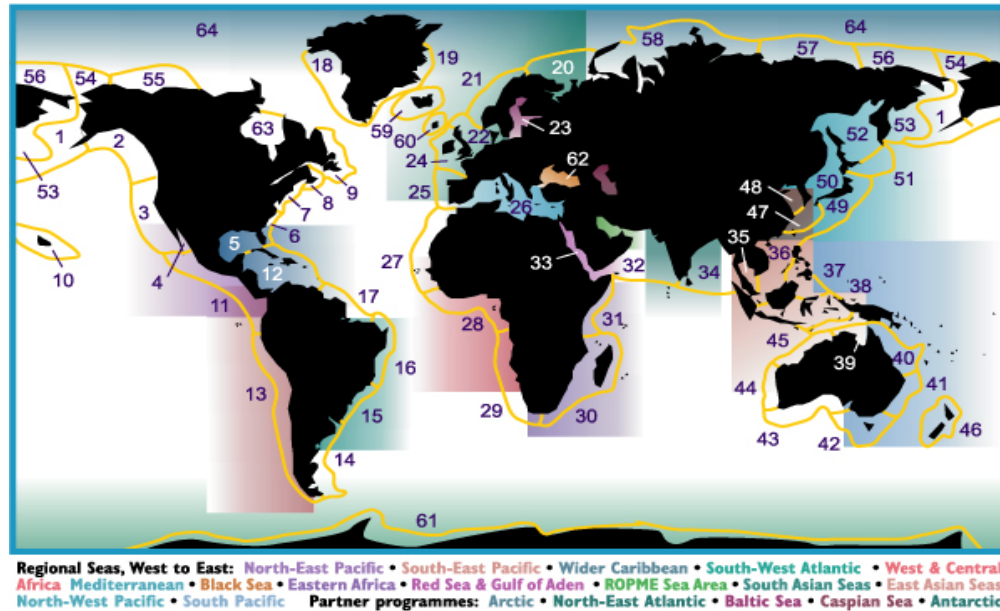 64 64
56 54 55 18 19 21 58 20 57 56 54
1 2 63 59 60 22 23 52 53 1
53 3 9 8 7 24 25 62 48 50 51
6 5 26 47 49
10 4 12 27 33 32 34 35 36 37
11 17 28 31 38
13 16 45 39 40
15 29 30 44 41
14 43 42 46
61
Regional Seas, West to East: North-East Pacific • South-East Pacific • Wider Caribbean • South-West Atlantic • West & Central
Africa Mediterranean • Black Sea • Eastern Africa • Red Sea & Gulf of Aden • ROPME Sea Area • South Asian Seas • East Asian Seas
North-West Pacific • South Pacific Partner programmes: Arctic • North-East Atlantic • Baltic Sea • Caspian Sea • Antarctic